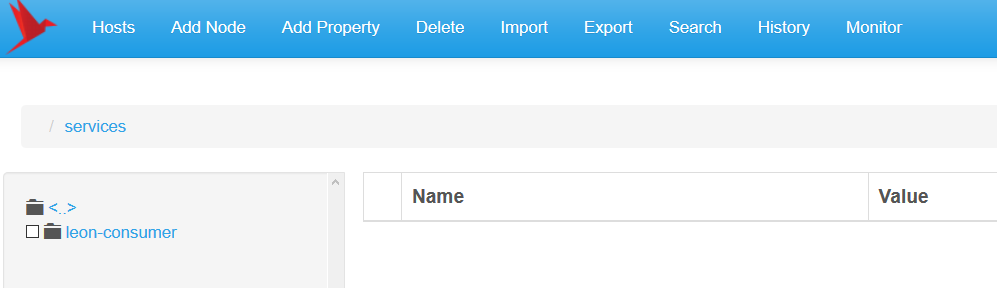 Hosts Add Node Add Property Delete Import Export Search History Monitor
/ services
Name Value
<..>
leon-consumer